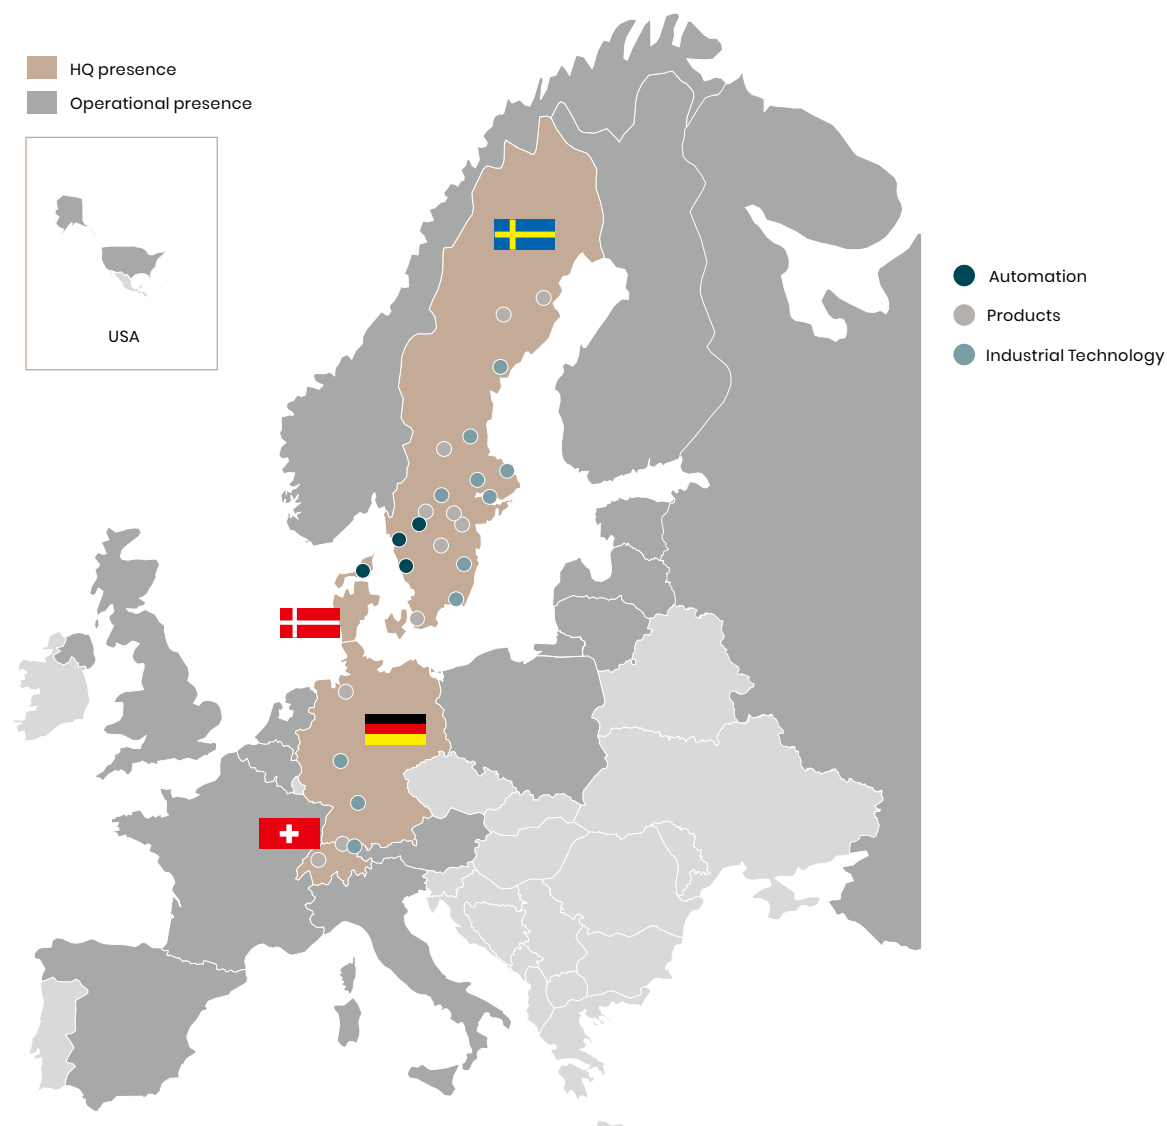 HQ presence
Operational presence
USA
Automation
Products
Industrial Technology